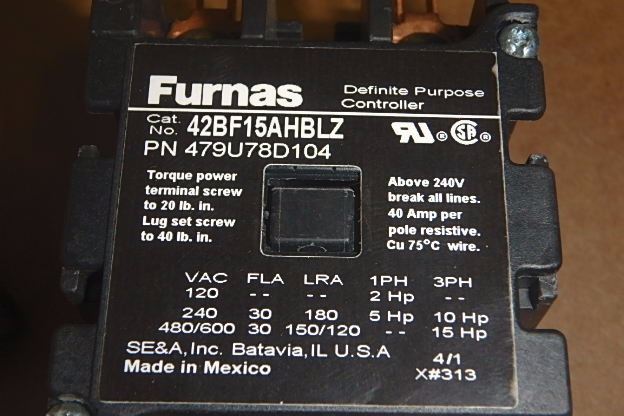 Furnas
Definite Purpose
Controller
Cat.
No. 42BF15AHBLZ
PN 479U78D104
Torque power
terminal screw
to 20 lb. in.
Lug set screw
to 40 lb. in.
Above 240V
break all lines.
40 Amp per
pole resistive.
Cu 75°C wire.
VAC FLA LRA 1PH 3PH
120 -- -- 2 Hp
240 30 180 5 Hp 10 Hp
480/600 30 150/120 -- 15 Hp
SE&A, Inc. Batavia, IL U.S.A
Made in Mexico
4/1
X#313